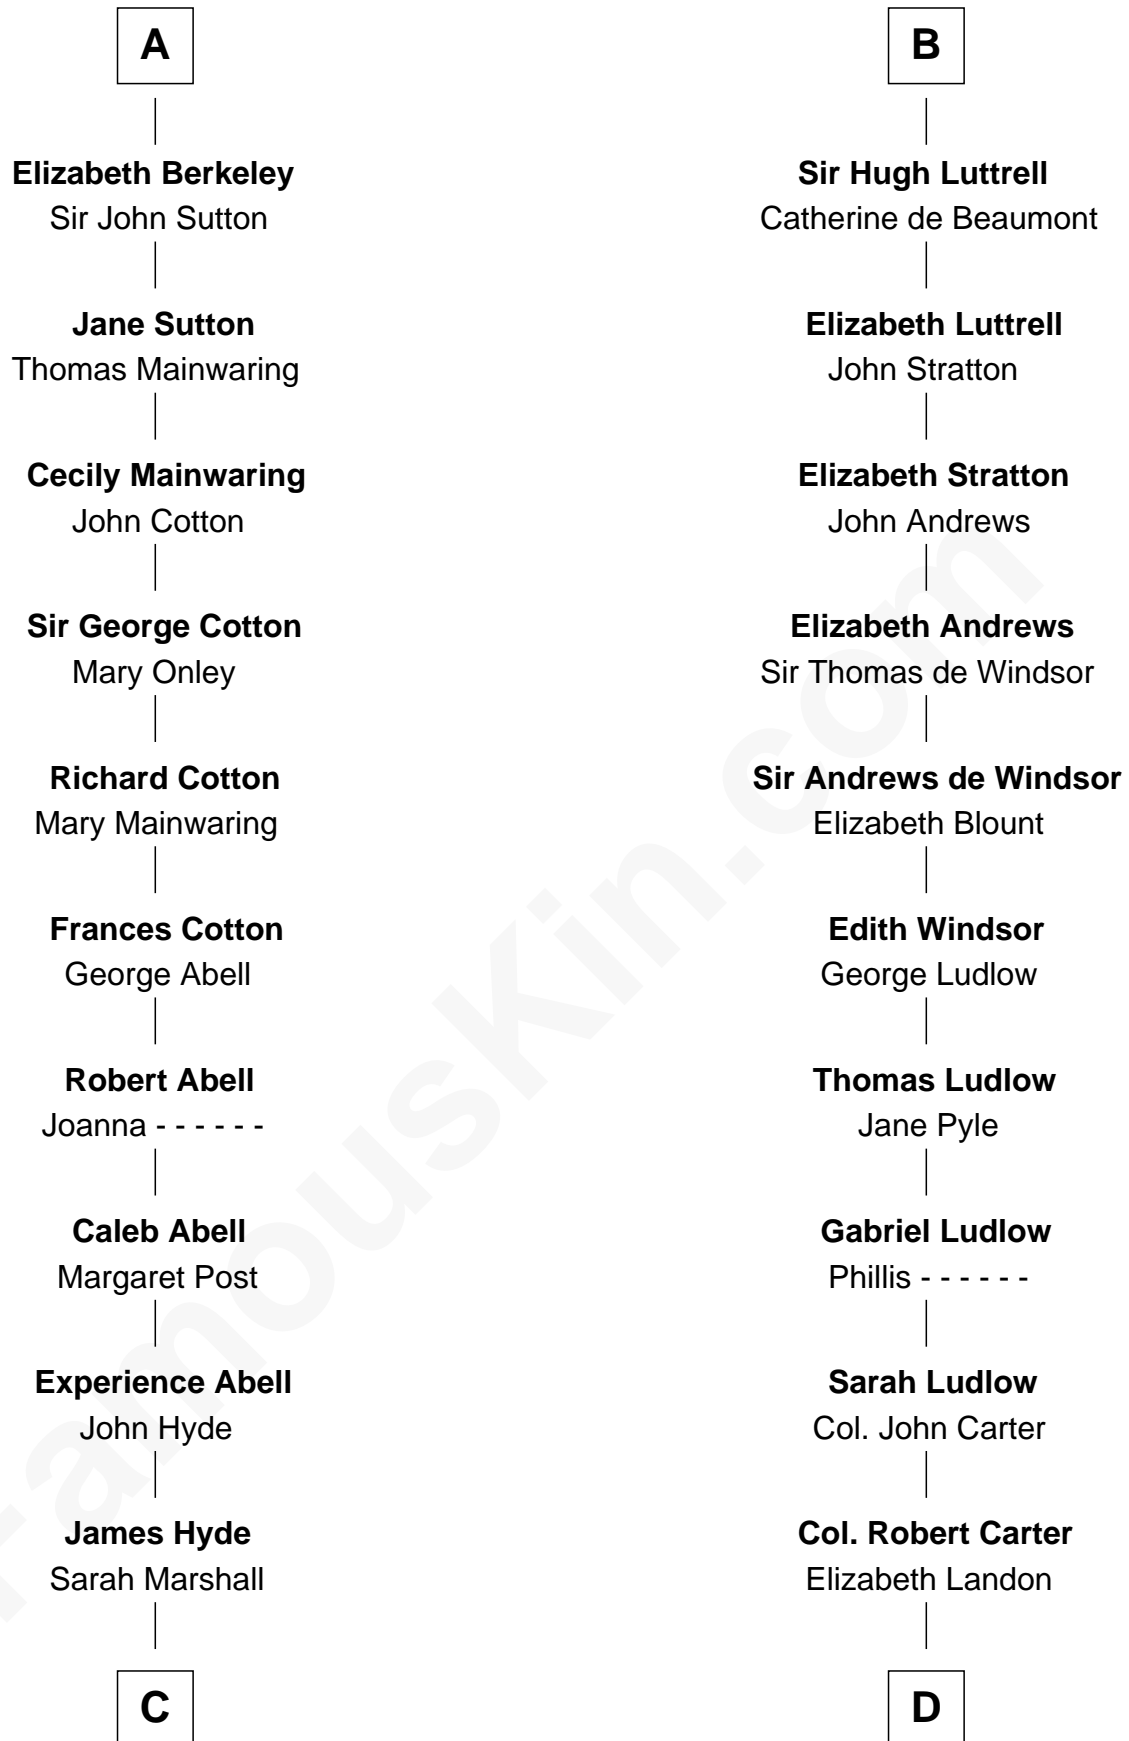 A
Elizabeth Berkeley
Sir John Sutton
Jane Sutton
Thomas Mainwaring
Cecily Mainwaring
John Cotton
Sir George Cotton
Mary Onley
Richard Cotton
Mary Mainwaring
Frances Cotton
George Abell
Robert Abell
Joanna - - - - - -
Caleb Abell
Margaret Post
Experience Abell
John Hyde
James Hyde
Sarah Marshall
C
B
Sir Hugh Luttrell
Catherine de Beaumont
Elizabeth Luttrell
John Stratton
Elizabeth Stratton
John Andrews
Elizabeth Andrews
Sir Thomas de Windsor
Sir Andrews de Windsor
Elizabeth Blount
Edith Windsor
George Ludlow
Thomas Ludlow
Jane Pyle
Gabriel Ludlow
Phillis - - - - - -
Sarah Ludlow
Col. John Carter
Col. Robert Carter
Elizabeth Landon
D
FamousKin.com